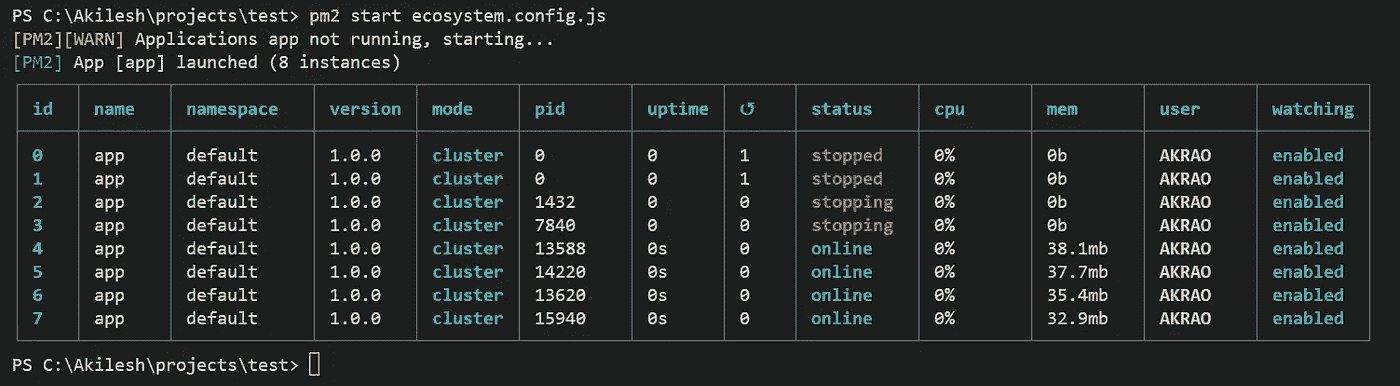 PS C:\Akilesh\projects\test> pm2 start ecosystem.config.js
[PM2][WARN] Applications app not running, starting...
[PM2] App [app] launched (8 instances)
id name namespace version mode pid uptime ↺ status cpu mem user watching
0 app default 1.0.0 cluster 0 0 1 stopped 0% 0b AKRAO enabled
1 app default 1.0.0 cluster 0 0 1 stopped 0% 0b AKRAO enabled
2 app default 1.0.0 cluster 1432 0 0 stopping 0% 0b AKRAO enabled
3 app default 1.0.0 cluster 7840 0 0 stopping 0% 0b AKRAO enabled
4 app default 1.0.0 cluster 13588 0s 0 online 0% 38.1mb AKRAO enabled
5 app default 1.0.0 cluster 14220 0s 0 online 0% 37.7mb AKRAO enabled
6 app default 1.0.0 cluster 13620 0s 0 online 0% 35.4mb AKRAO enabled
7 app default 1.0.0 cluster 15940 0s 0 online 0% 32.9mb AKRAO enabled
PS C:\Akilesh\projects\test>